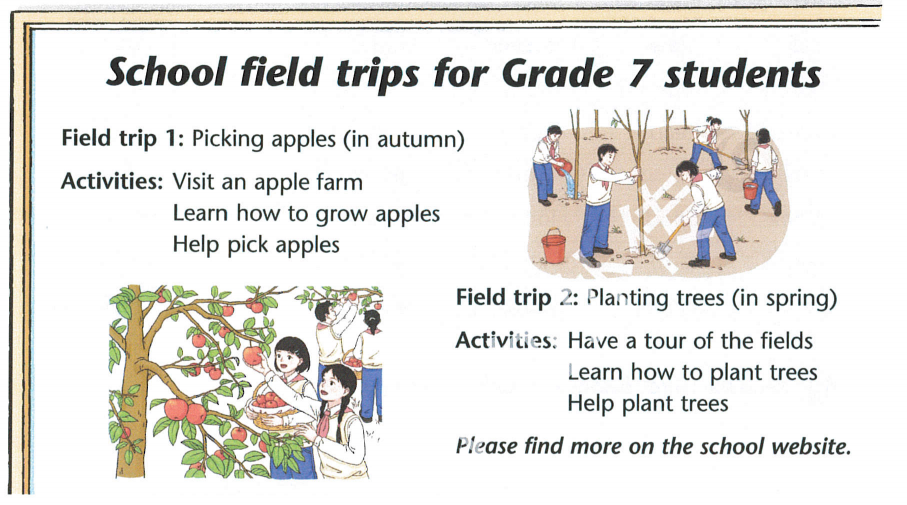 School field trips for Grade 7 students
Field trip 1: Picking apples (in autumn)
Activities: Visit an apple farm
Learn how to grow apples
Help pick apples
Field trip 2: Planting trees (in spring)
Activities: Have a tour of the fields
Learn how to plant trees
Help plant trees
Please find more on the school website.